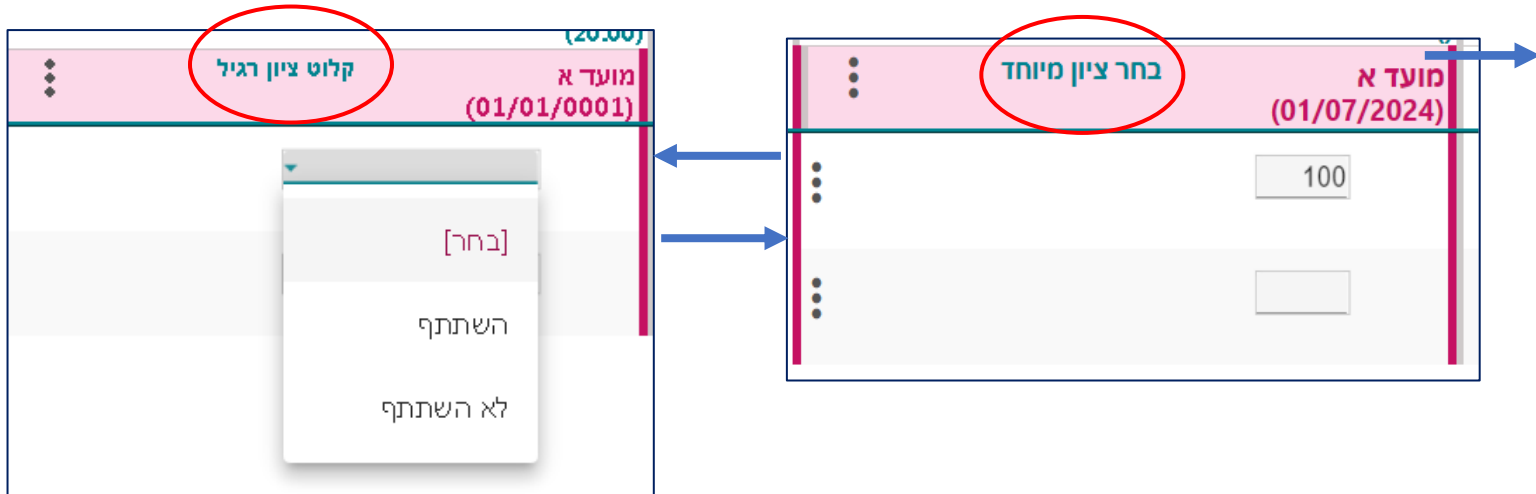 בחר ציון מיוחד
מועד א
(01/07/2024)
100
(20.00)
קלוט ציון רגיל
מועד א
(01/01/0001)
[בחר]
השתתף
לא השתתף